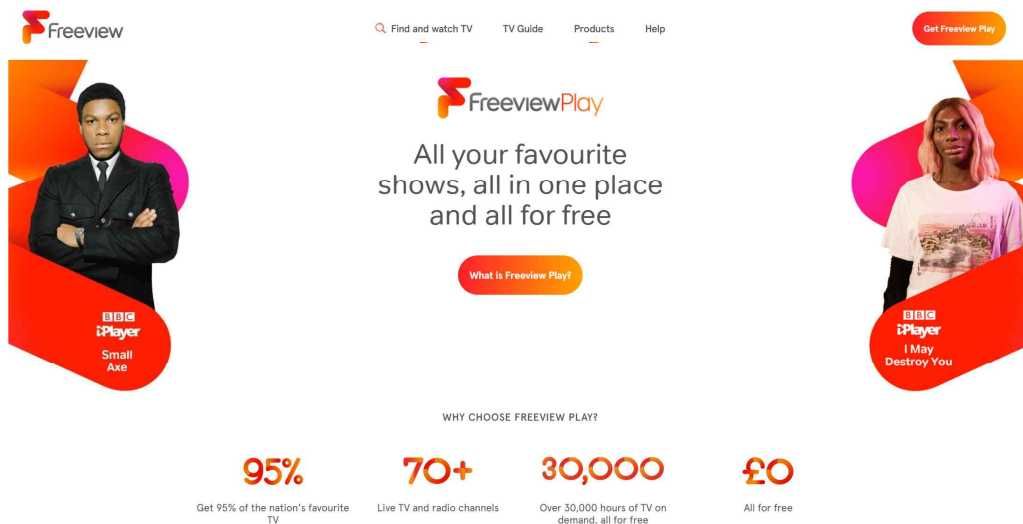 Freeview
Find and watch TV
TV Guide
Products
Help
Get Freeview Play
FreeviewPlay
All your favourite
shows, all in one place
and all for free
What is Freeview Play?
BBC
iPlayer
Small
Axe
BBC
iPlayer
I May
Destroy You
WHY CHOOSE FREEVIEW PLAY?
95%
70+
30,000
£0
Get 95% of the nation's favourite
TV
Live TV and radio channels
Over 30,000 hours of TV on
demand, all for free
All for free